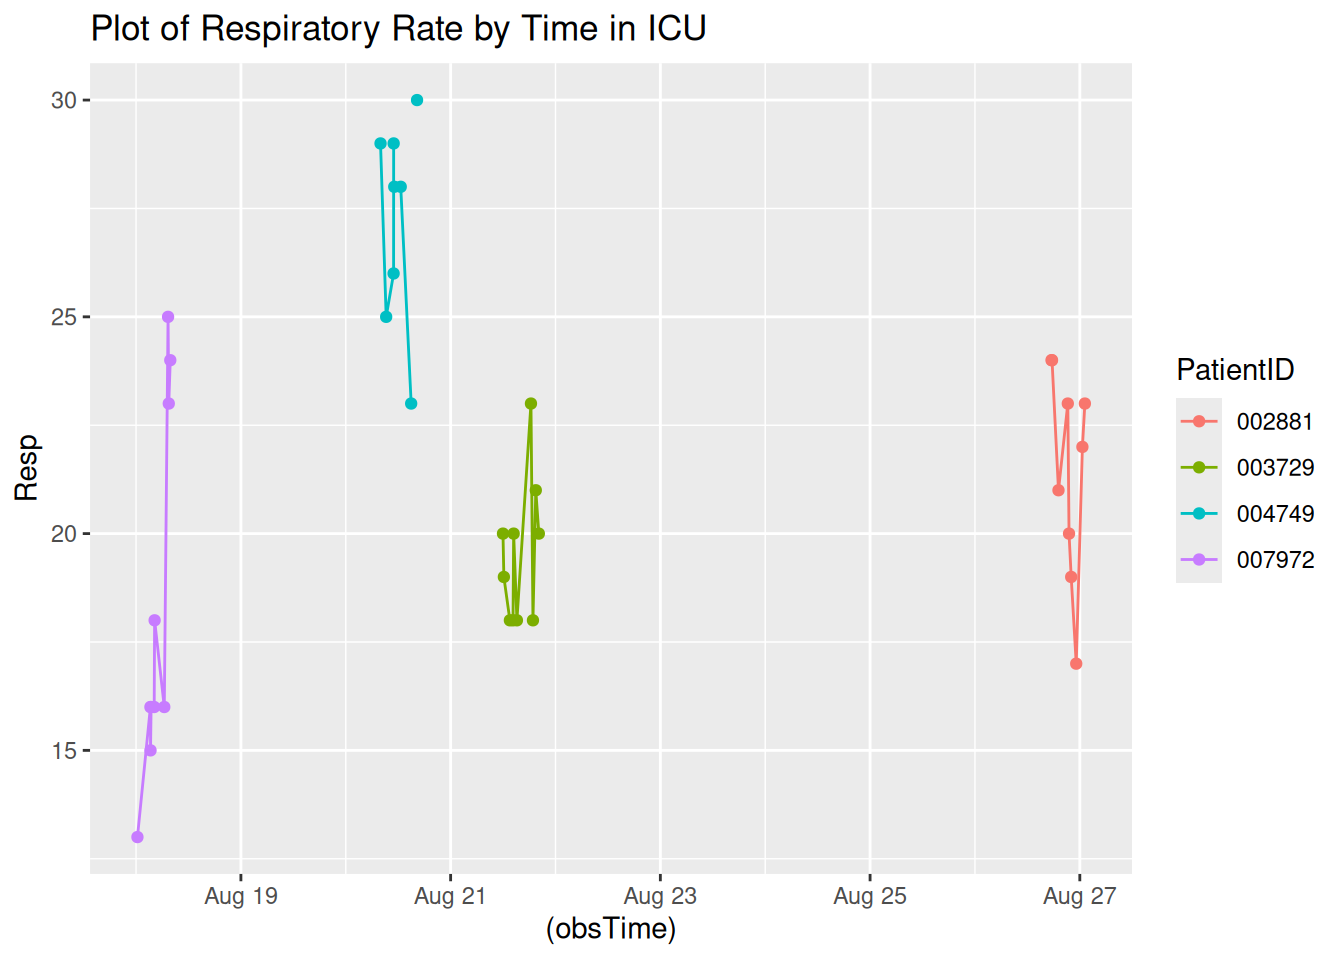 Plot of Respiratory Rate by Time in ICU
30
25
20
15
Resp
Aug 19
Aug 21
Aug 23
Aug 25
Aug 27
(obsTime)
PatientID
002881
003729
004749
007972